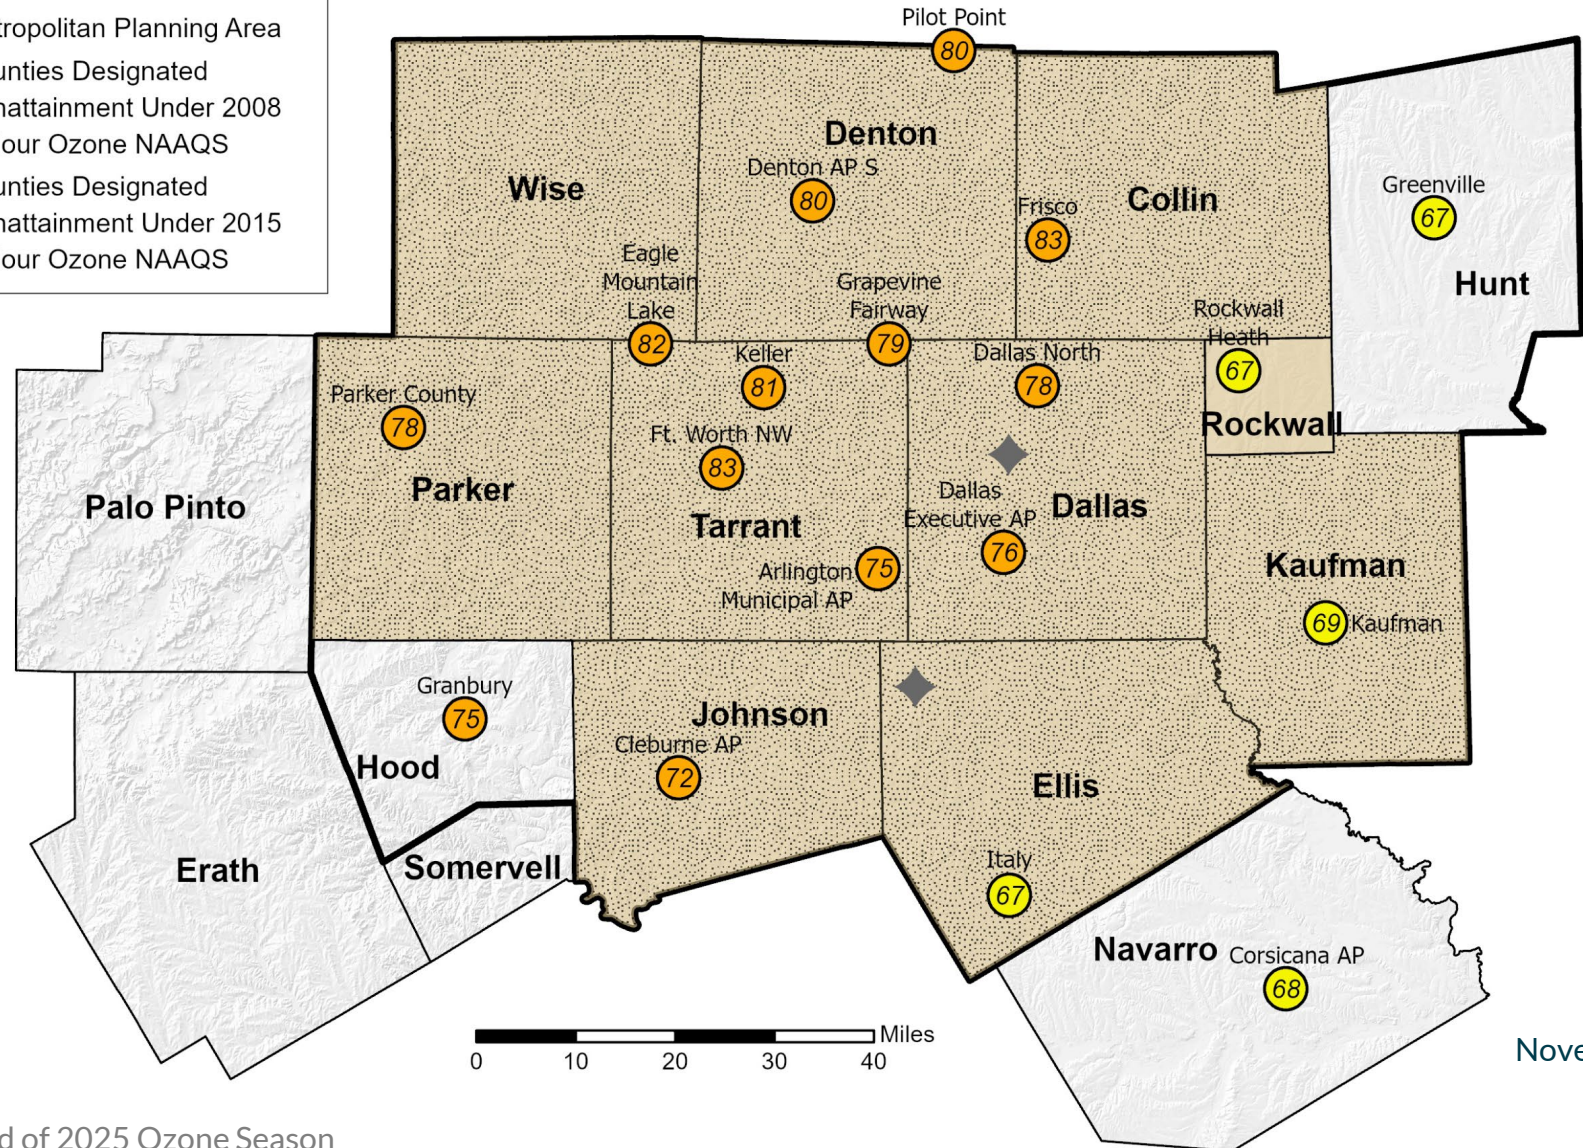 tropolitan Planning Area
unties Designated
nattainment Under 2008
our Ozone NAAQS
unties Designated
nattainment Under 2015
our Ozone NAAQS
Pilot Point
80
Denton
Denton AP S
80
Wise
Collin
Frisco
83
Greenville
67
Hunt
Eagle
Mountain
Lake
82
Grapevine
Fairway
79
Rockwall
Heath
67
Rockwall
Keller
81
Dallas North
78
Parker County
78
Parker
Ft. Worth NW
83
Tarrant
Dallas
Executive AP
76
Dallas
Arlington
Municipal AP
75
Palo Pinto
Kaufman
69
Kaufman
Granbury
75
Hood
Johnson
Cleburne AP
72
Ellis
Italy
67
Erath
Somervell
Navarro
Corsicana AP
68
Miles
0 10 20 30 40
Nove
d of 2025 Ozone Season